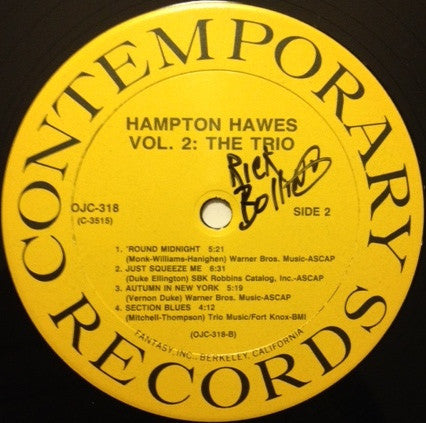 CONTEMPORARY
HAMPTON HAWES
VOL. 2: THE TRIO
Rick
OJC-318
(C-3515)
SIDE 2
1. 'ROUND MIDNIGHT 5:21
(Monk-Williams-Hanighen) Warner Bros. Music-ASCAP
2. JUST SQUEEZE ME 6:31
(Duke Ellington) SBK Robbins Catalog, Inc.-ASCAP
3. AUTUMN IN NEW YORK 5:19
(Vernon Duke) Warner Bros. Music-ASCAP
4. SECTION BLUES 4:12
(Mitchell-Thompson) Trio Music/Fort Knox-BMI
(OJC-318-B)
FANTASY, INC., BERKELEY, CALIFORNIA
RECORDS